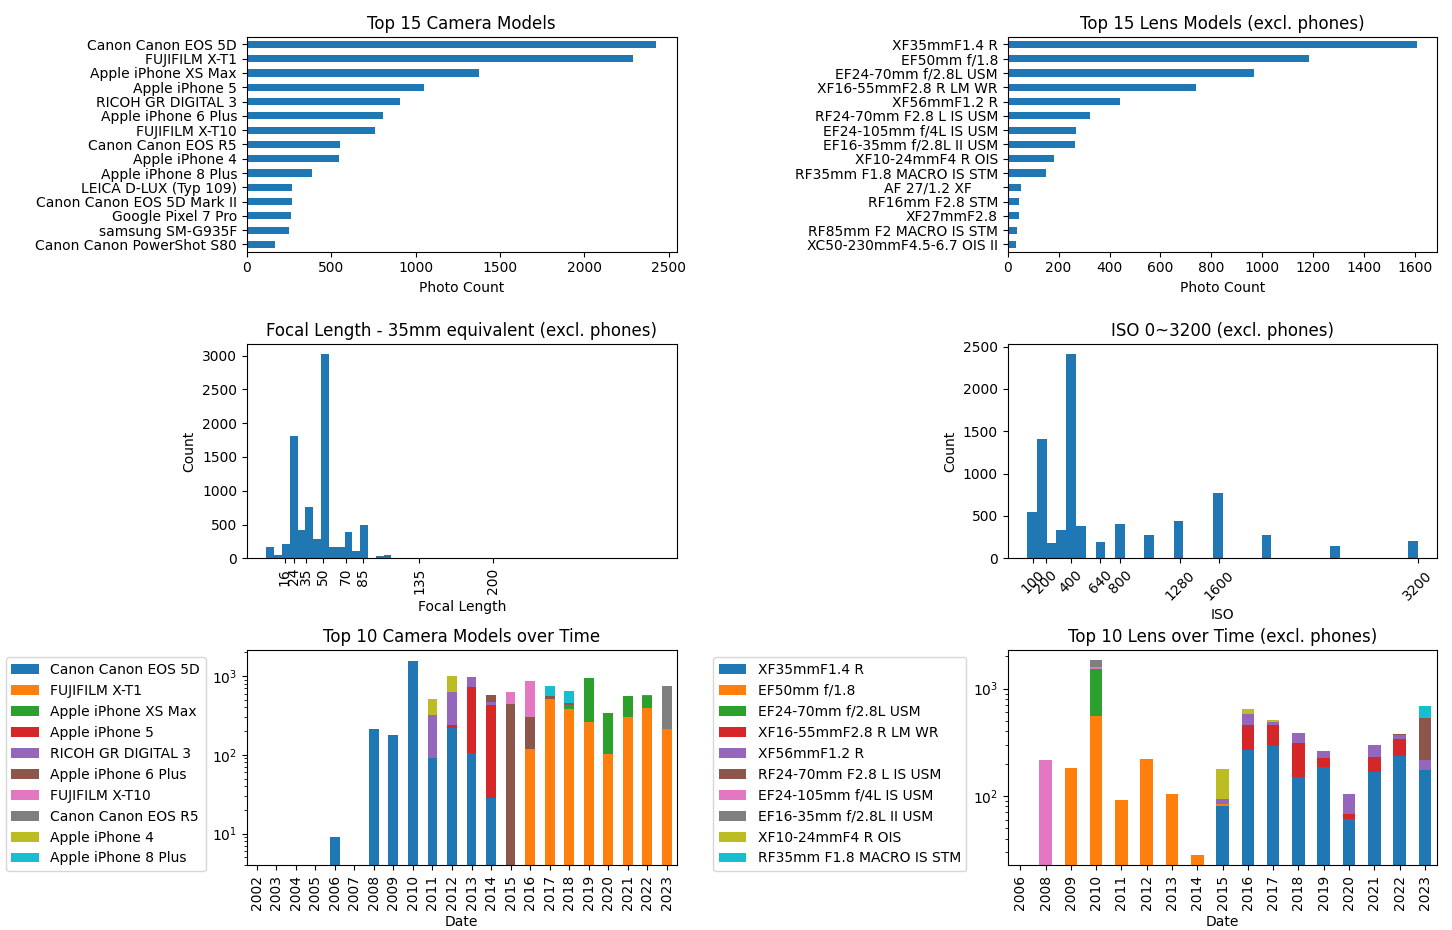 Top 15 Camera Models
Canon Canon EOS 5D
FUJIFILM X-T1
Apple iPhone XS Max
Apple iPhone 5
RICOH GR DIGITAL 3
Apple iPhone 6 Plus
FUJIFILM X-T10
Canon Canon EOS R5
Apple iPhone 4
Apple iPhone 8 Plus
LEICA D-LUX (Typ 109)
Canon Canon EOS 5D Mark II
Google Pixel 7 Pro
samsung SM-G935F
Canon Canon PowerShot S80
0 500 1000 1500 2000 2500
Photo Count
Top 15 Lens Models (excl. phones)
XF35mmF1.4 R
EF50mm f/1.8
EF24-70mm f/2.8L USM
XF16-55mmF2.8 R LM WR
XF56mmF1.2 R
RF24-70mm F2.8 L IS USM
EF24-105mm f/4L IS USM
EF16-35mm f/2.8L II USM
XF10-24mmF4 R OIS
RF35mm F1.8 MACRO IS STM
AF 27/1.2 XF
RF16mm F2.8 STM
XF27mmF2.8
RF85mm F2 MACRO IS STM
XC50-230mmF4.5-6.7 OIS II
0 200 400 600 800 1000 1200 1400 1600
Photo Count
Focal Length - 35mm equivalent (excl. phones)
3000
2500
2000
1500
1000
500
0
Count
16 24 35 50 70 85 135 200
Focal Length
ISO 0~3200 (excl. phones)
2500
2000
1500
1000
500
0
Count
100 200 400 640 800 1280 1600 3200
ISO
Top 10 Camera Models over Time
Canon Canon EOS 5D
FUJIFILM X-T1
Apple iPhone XS Max
Apple iPhone 5
RICOH GR DIGITAL 3
Apple iPhone 6 Plus
FUJIFILM X-T10
Canon Canon EOS R5
Apple iPhone 4
Apple iPhone 8 Plus
10³
10²
10¹
2002 2003 2004 2005 2006 2007 2008 2009 2010 2011 2012 2013 2014 2015 2016 2017 2018 2019 2020 2021 2022 2023
Date
Top 10 Lens over Time (excl. phones)
XF35mmF1.4 R
EF50mm f/1.8
EF24-70mm f/2.8L USM
XF16-55mmF2.8 R LM WR
XF56mmF1.2 R
RF24-70mm F2.8 L IS USM
EF24-105mm f/4L IS USM
EF16-35mm f/2.8L II USM
XF10-24mmF4 R OIS
RF35mm F1.8 MACRO IS STM
10³
10²
2006 2008 2009 2010 2011 2012 2013 2014 2015 2016 2017 2018 2019 2020 2021 2022 2023
Date